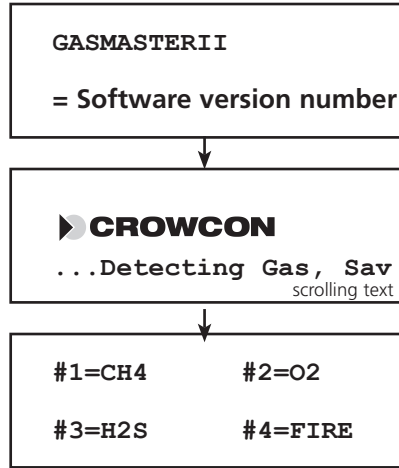 GASMASTERII
= Software version number
CROWCON
...Detecting Gas, Sav
scrolling text
#1=CH4 #2=O2
#3=H2S #4=FIRE